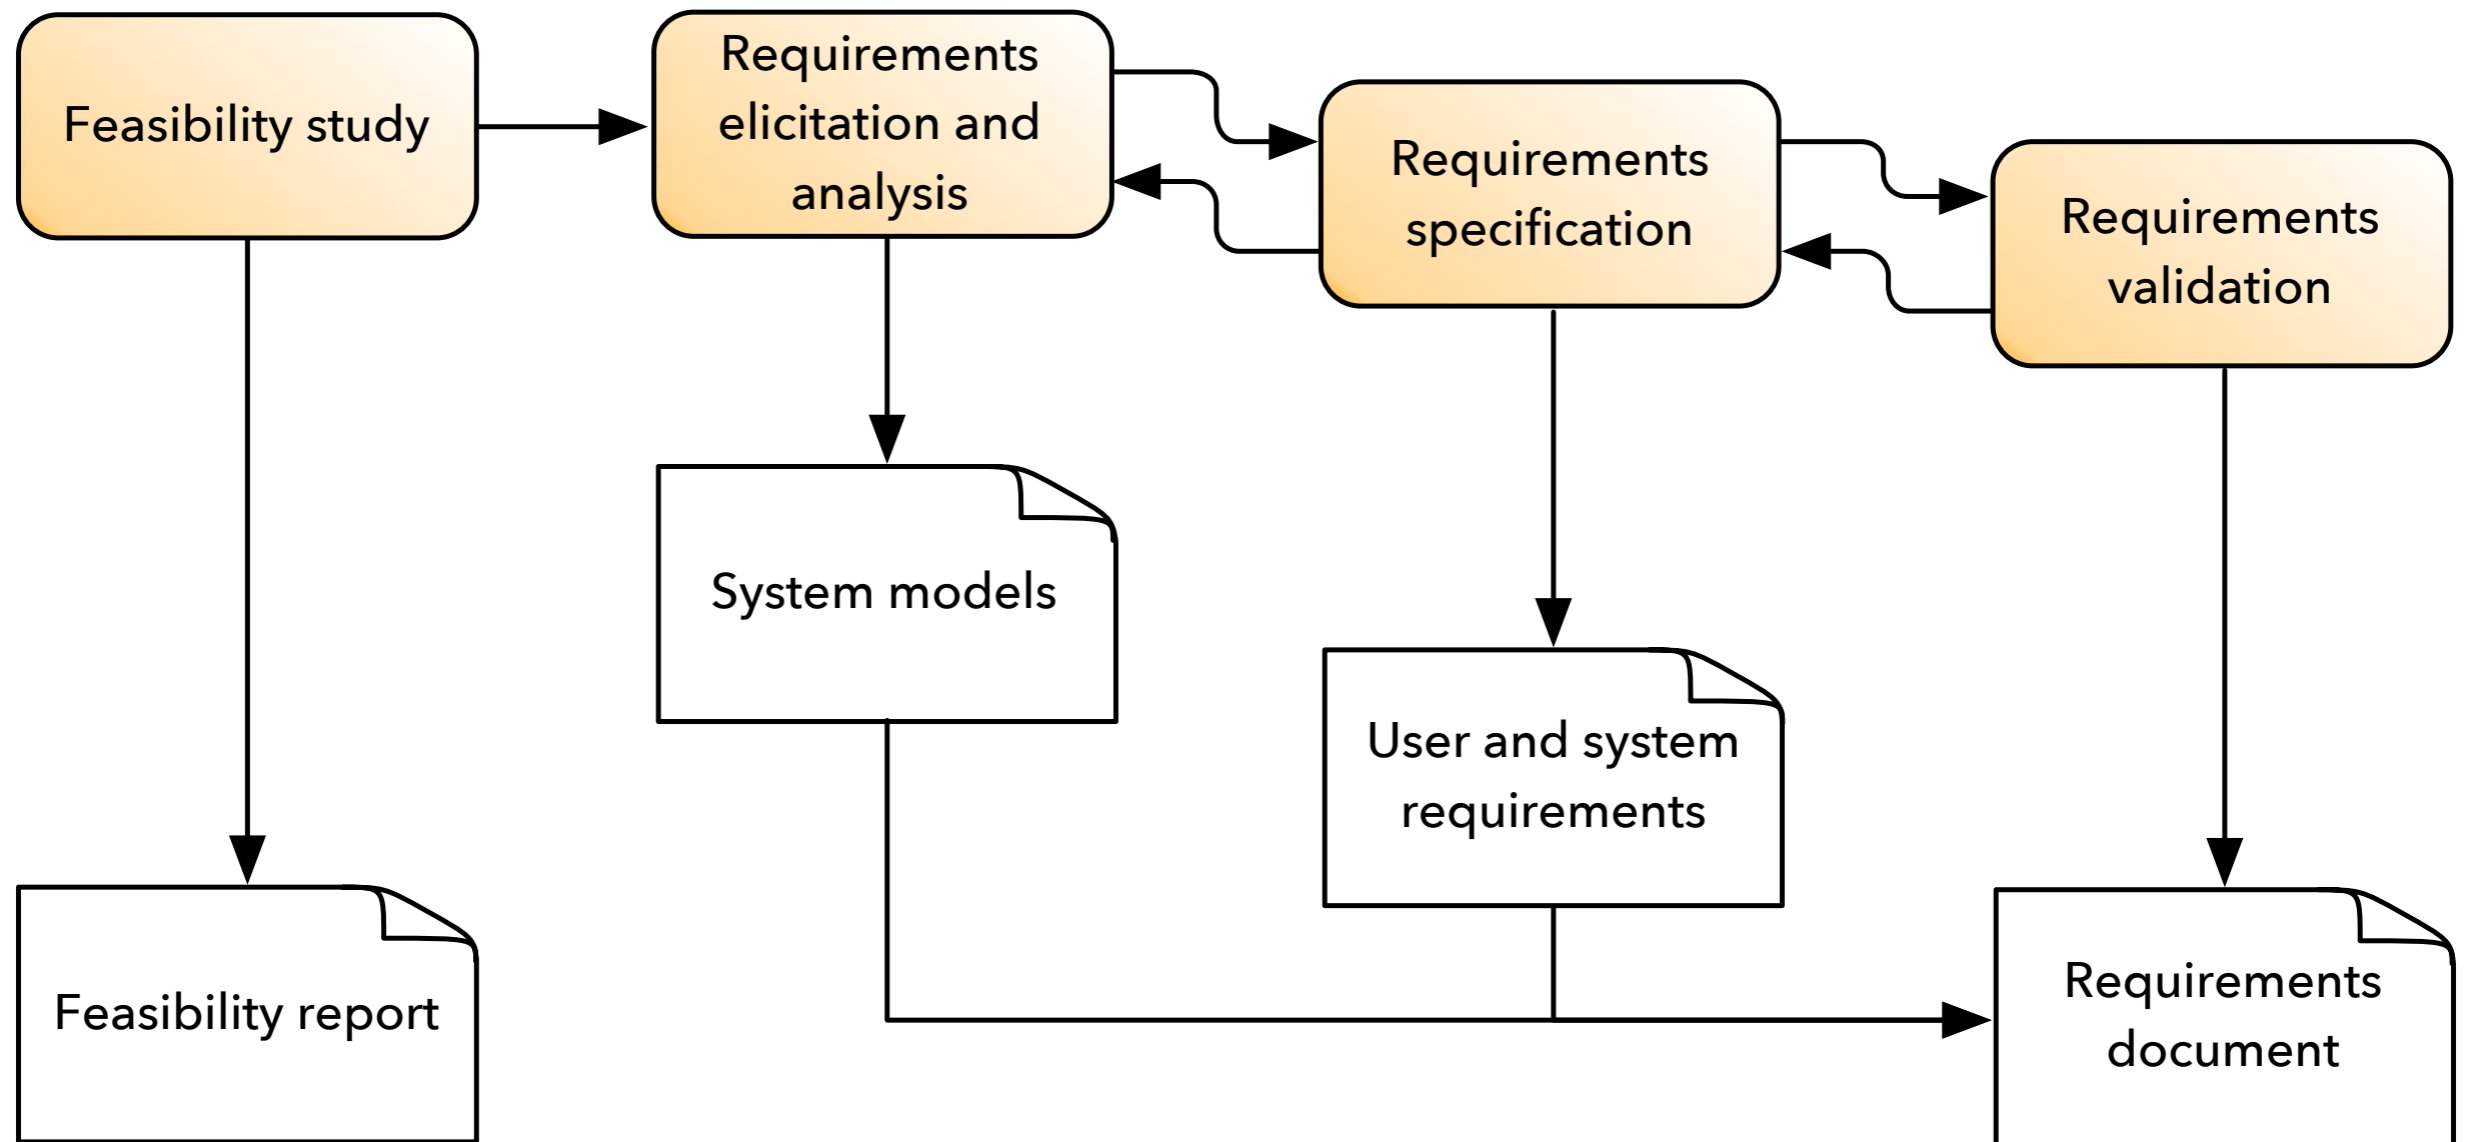 Feasibility study
Requirements
elicitation and
analysis
Requirements
specification
Requirements
validation
System models
User and system
requirements
Feasibility report
Requirements
document